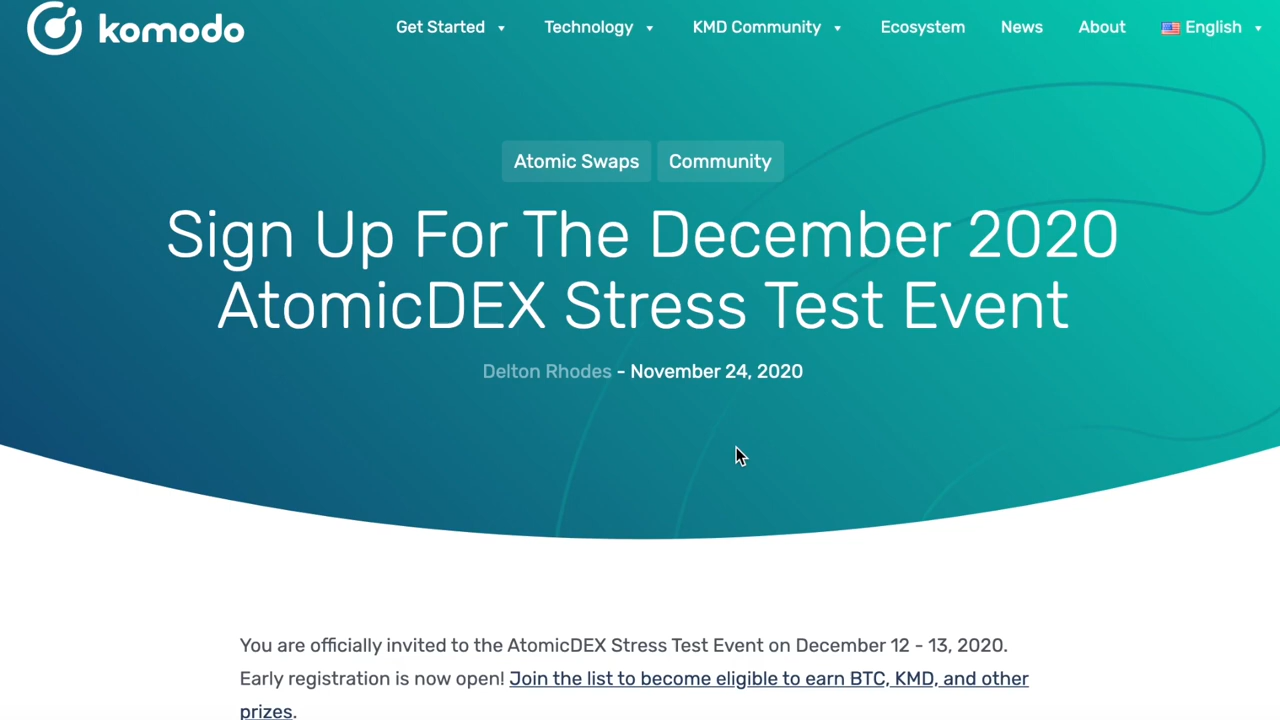 komodo
Get Started
Technology
KMD Community
Ecosystem
News
About
English
Atomic Swaps
Community
Sign Up For The December 2020
AtomicDEX Stress Test Event
Delton Rhodes - November 24, 2020
You are officially invited to the AtomicDEX Stress Test Event on December 12 - 13, 2020.
Early registration is now open! Join the list to become eligible to earn BTC, KMD, and other
prizes.